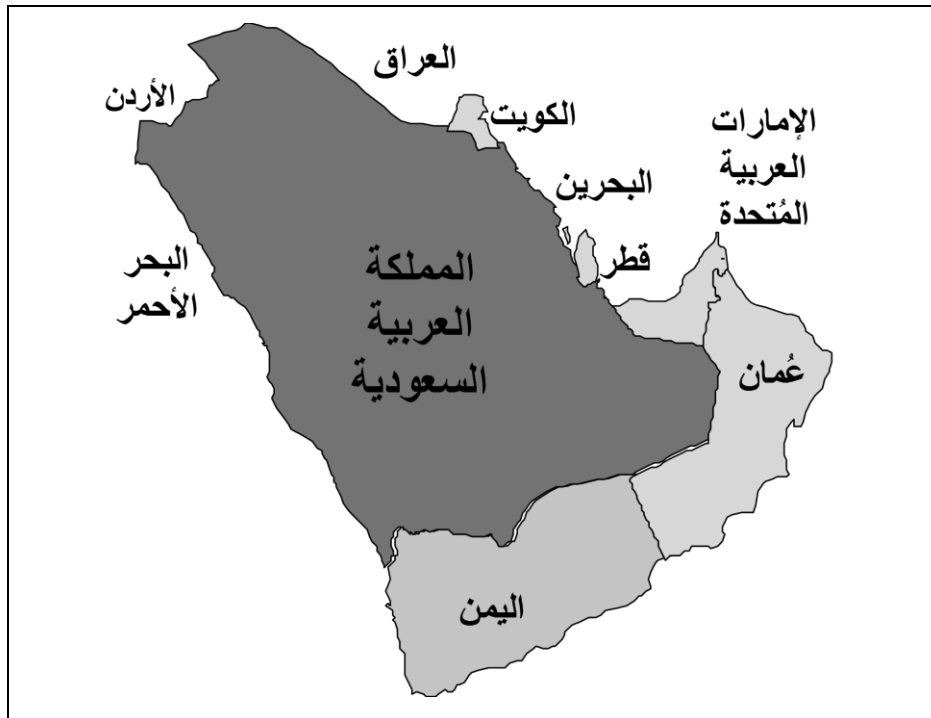 العراق
الأردن
الكويت
الإمارات
العربية
المُتحدة
البحرين
قطر
البحر
الأحمر
المملكة
العربية
السعودية
عُمان
اليمن